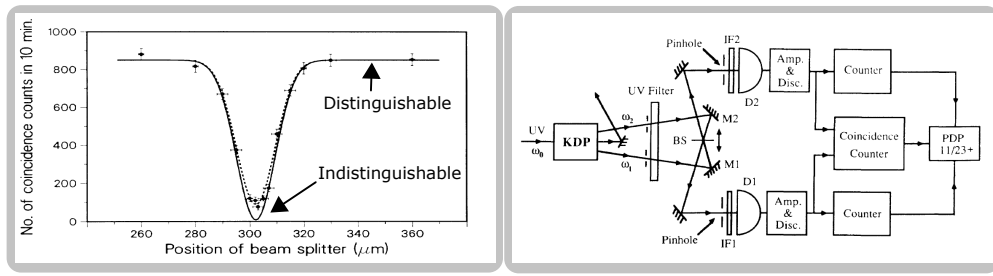 No. of coincidence counts in 10 min.
1000
800
600
400
200
0
260
280
300
320
340
360
Position of beam splitter (μm)
Distinguishable
Indistinguishable
Pinhole
IF2
D2
Amp.
&
Disc.
Counter
UV Filter
UV
ω₀
KDP
ω₂
ω₁
BS
M2
M1
Coincidence
Counter
PDP
11/23+
D1
Pinhole
IF1
Amp.
&
Disc.
Counter